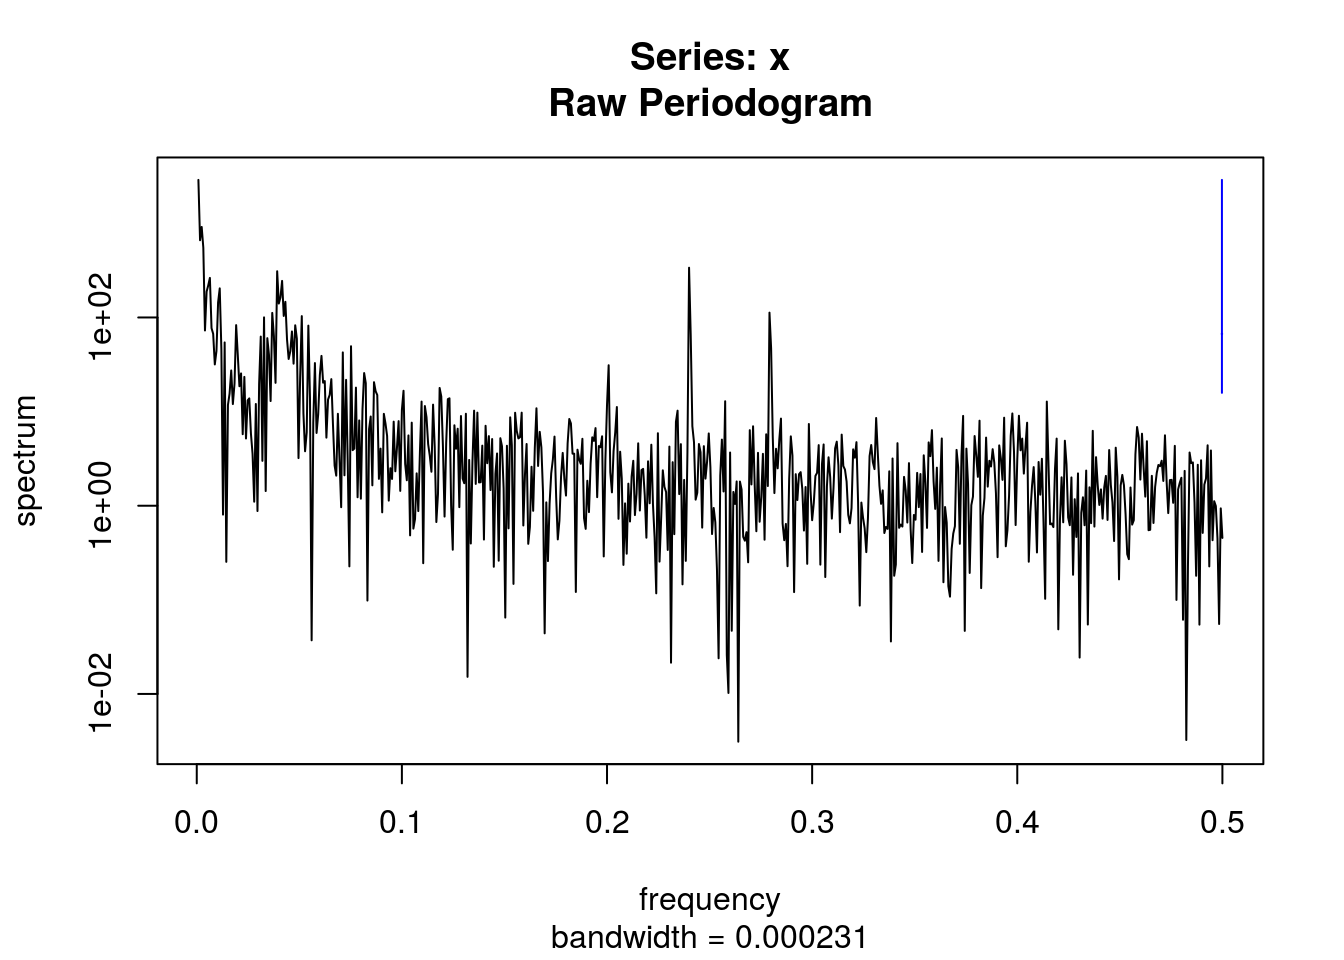 Series: x
Raw Periodogram
spectrum
1e+02
1e+00
1e-02
0.0 0.1 0.2 0.3 0.4 0.5
frequency
bandwidth = 0.000231